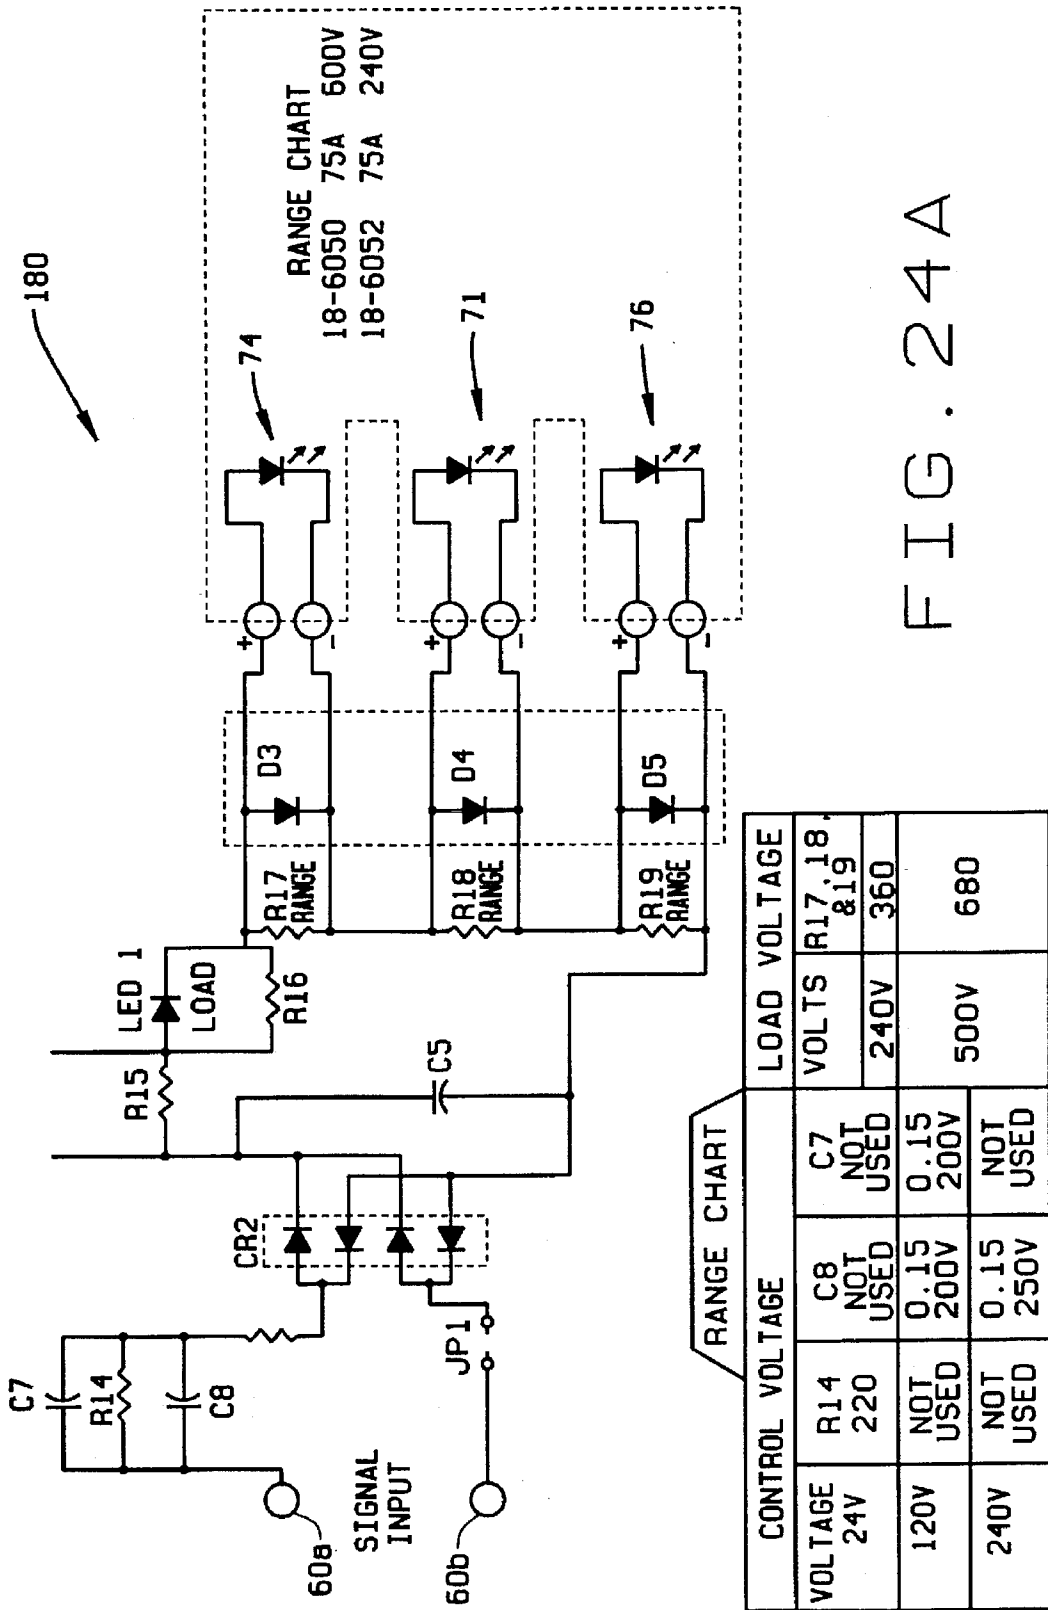 180
RANGE CHART
18-6050 75A 600V
18-6052 75A 240V
74
71
76
+
-
+
-
+
-
D3
D4
D5
R17
RANGE
R18
RANGE
R19
RANGE
LED 1
LOAD
R16
R15
C5
CR2
C7
R14
C8
JP1
SIGNAL
INPUT
60a
60b
RANGE CHART
CONTROL VOLTAGE LOAD VOLTAGE
VOLTAGE R14 C8 C7 VOLTS R17,18,
&19
24V 220 NOT USED NOT USED 240V 360
120V NOT USED 0.15 200V 0.15 200V 500V 680
240V NOT USED 0.15 250V NOT USED
FIG. 24A